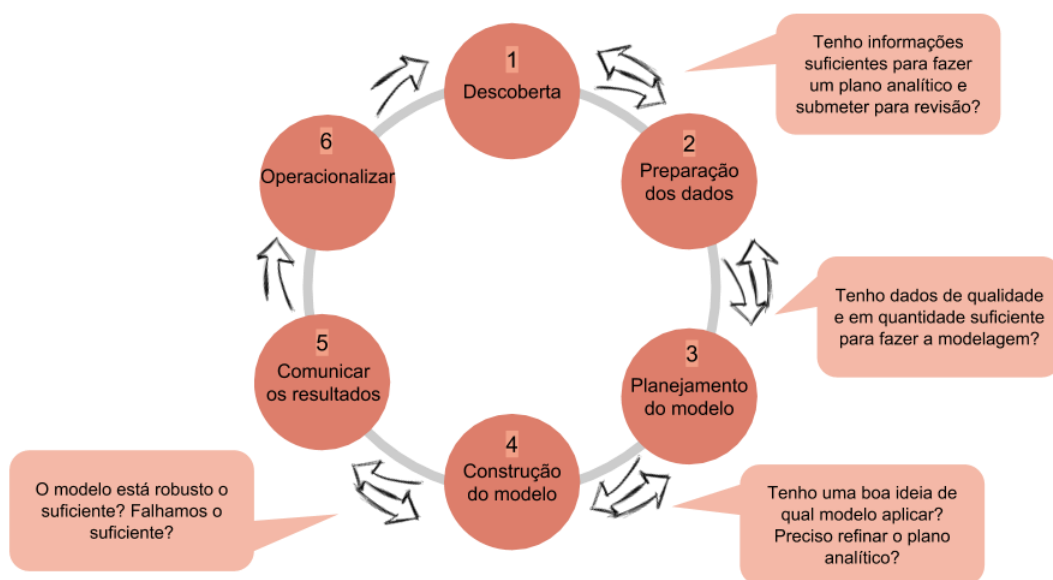 1
Descoberta
Tenho informações
suficientes para fazer
um plano analítico e
submeter para revisão?
2
Preparação
dos dados
Tenho dados de qualidade
e em quantidade suficiente
para fazer a modelagem?
3
Planejamento
do modelo
Tenho uma boa ideia de
qual modelo aplicar?
Preciso refinar o plano
analítico?
4
Construção
do modelo
O modelo está robusto o
suficiente? Falhamos o
suficiente?
5
Comunicar
os resultados
6
Operacionalizar